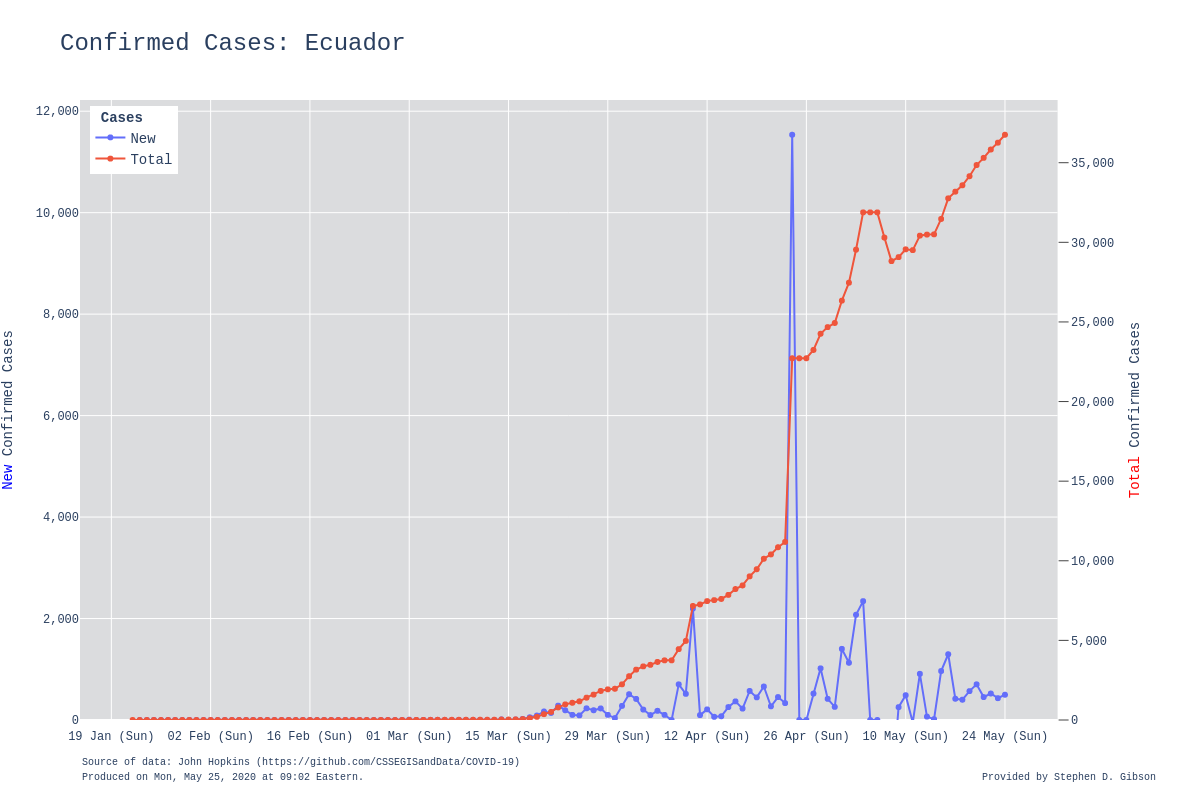 Confirmed Cases: Ecuador
Cases
New
Total
12,000
10,000
8,000
6,000
4,000
2,000
0
New Confirmed Cases
35,000
30,000
25,000
20,000
15,000
10,000
5,000
0
Total Confirmed Cases
19 Jan (Sun) 02 Feb (Sun) 16 Feb (Sun) 01 Mar (Sun) 15 Mar (Sun) 29 Mar (Sun) 12 Apr (Sun) 26 Apr (Sun) 10 May (Sun) 24 May (Sun)
Source of data: John Hopkins (https://github.com/CSSEGISandData/COVID-19)
Produced on Mon, May 25, 2020 at 09:02 Eastern.
Provided by Stephen D. Gibson